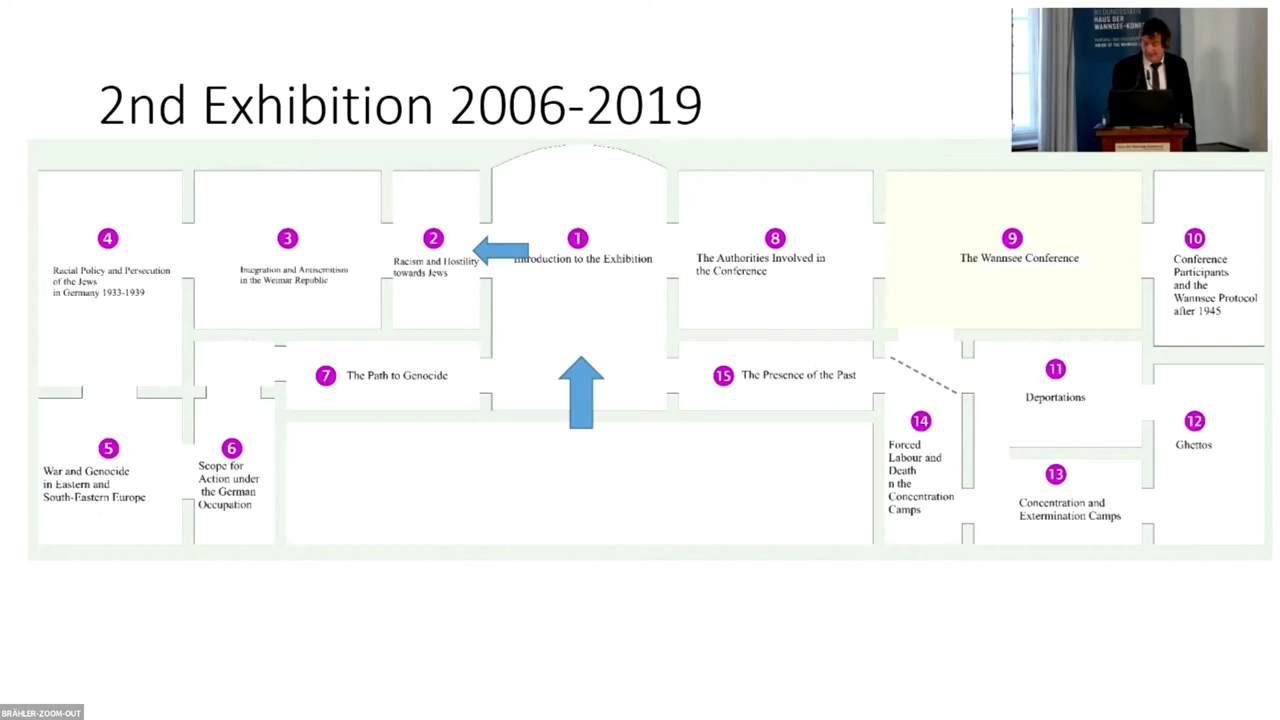 BILDUNGSSTÄTTE
HAUS DER
WANNSEE-KONFE
2nd Exhibition 2006-2019
4
Racial Policy and Persecution
of the Jews
in Germany 1933-1939
3
Integration and Antisemitism
in the Weimar Republic
2
Racism and Hostility
towards Jews
1
Introduction to the Exhibition
8
The Authorities Involved in
the Conference
9
The Wannsee Conference
10
Conference
Participants
and the
Wannsee Protocol
after 1945
7 The Path to Genocide
15 The Presence of the Past
11
Deportations
5
War and Genocide
in Eastern and
South-Eastern Europe
6
Scope for
Action under
the German
Occupation
14
Forced
Labour and
Death
n the
Concentration
Camps
13
Concentration and
Extermination Camps
12
Ghettos
BRÄHLER-ZOOM-OUT